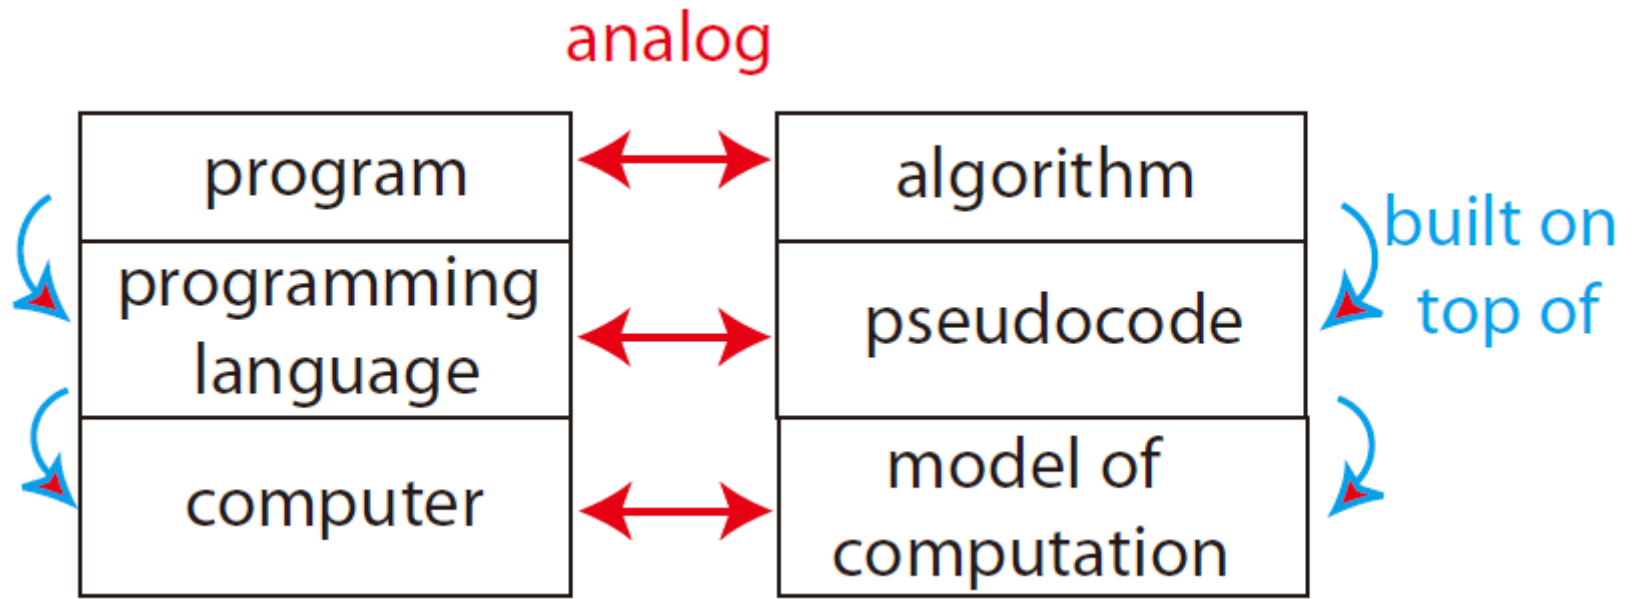 analog
program
algorithm
built on
top of
programming
language
pseudocode
computer
model of
computation